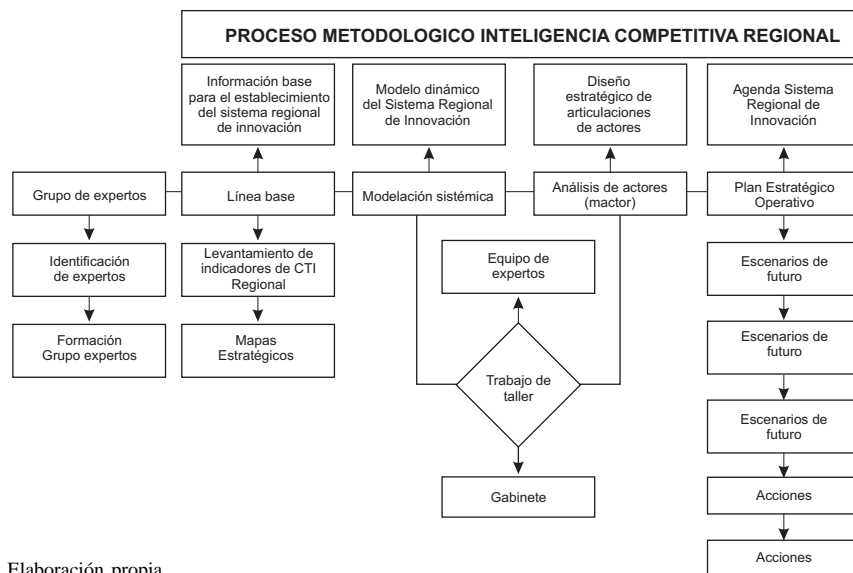 PROCESO METODOLOGICO INTELIGENCIA COMPETITIVA REGIONAL
Información base
para el establecimiento
del sistema regional
de innovación
Modelo dinámico
del Sistema Regional
de Innovación
Diseño
estratégico de
articulaciones
de actores
Agenda Sistema
Regional de
Innovación
Grupo de expertos
Línea base
Modelación sistémica
Análisis de actores
(mactor)
Plan Estratégico
Operativo
Identificación
de expertos
Levantamiento de
indicadores de CTI
Regional
Equipo de
expertos
Escenarios de
futuro
Formación
Grupo expertos
Mapas
Estratégicos
Trabajo de
taller
Escenarios de
futuro
Escenarios de
futuro
Gabinete
Acciones
Acciones
Elaboración propia